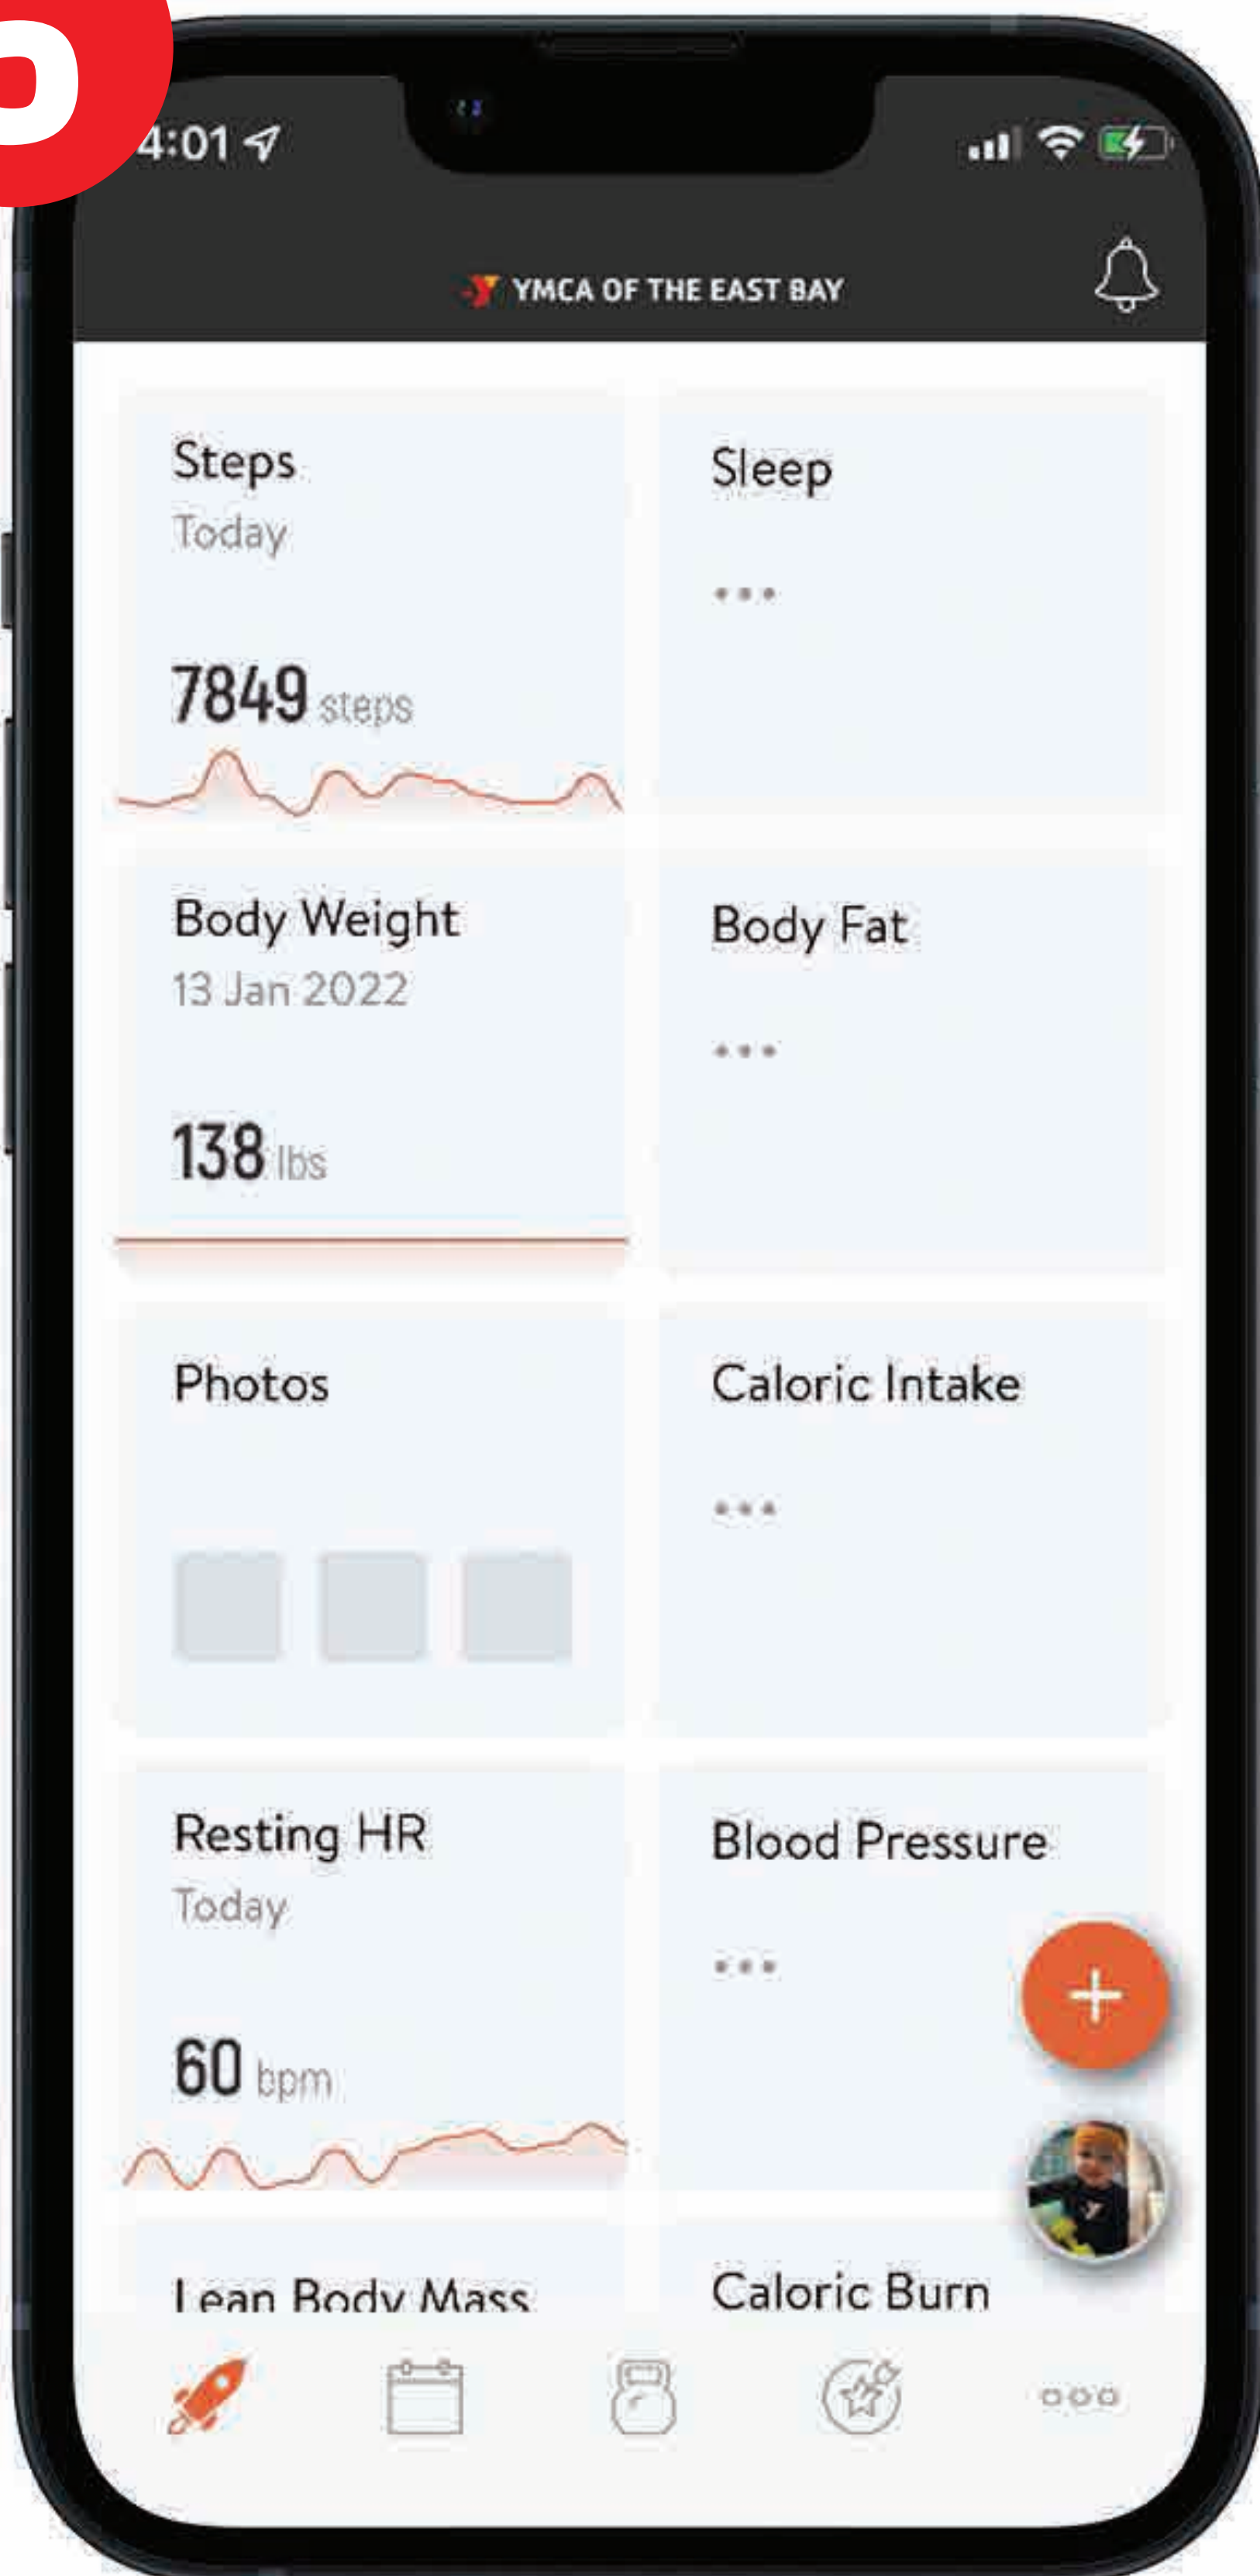 4:01
YMCA OF THE EAST BAY
Steps
Today
7849 steps
Sleep
...
Body Weight
13 Jan 2022
138 lbs
Body Fat
...
Photos
Caloric Intake
...
Resting HR
Today
60 bpm
Blood Pressure
...
+
Lean Body Mass
Caloric Burn